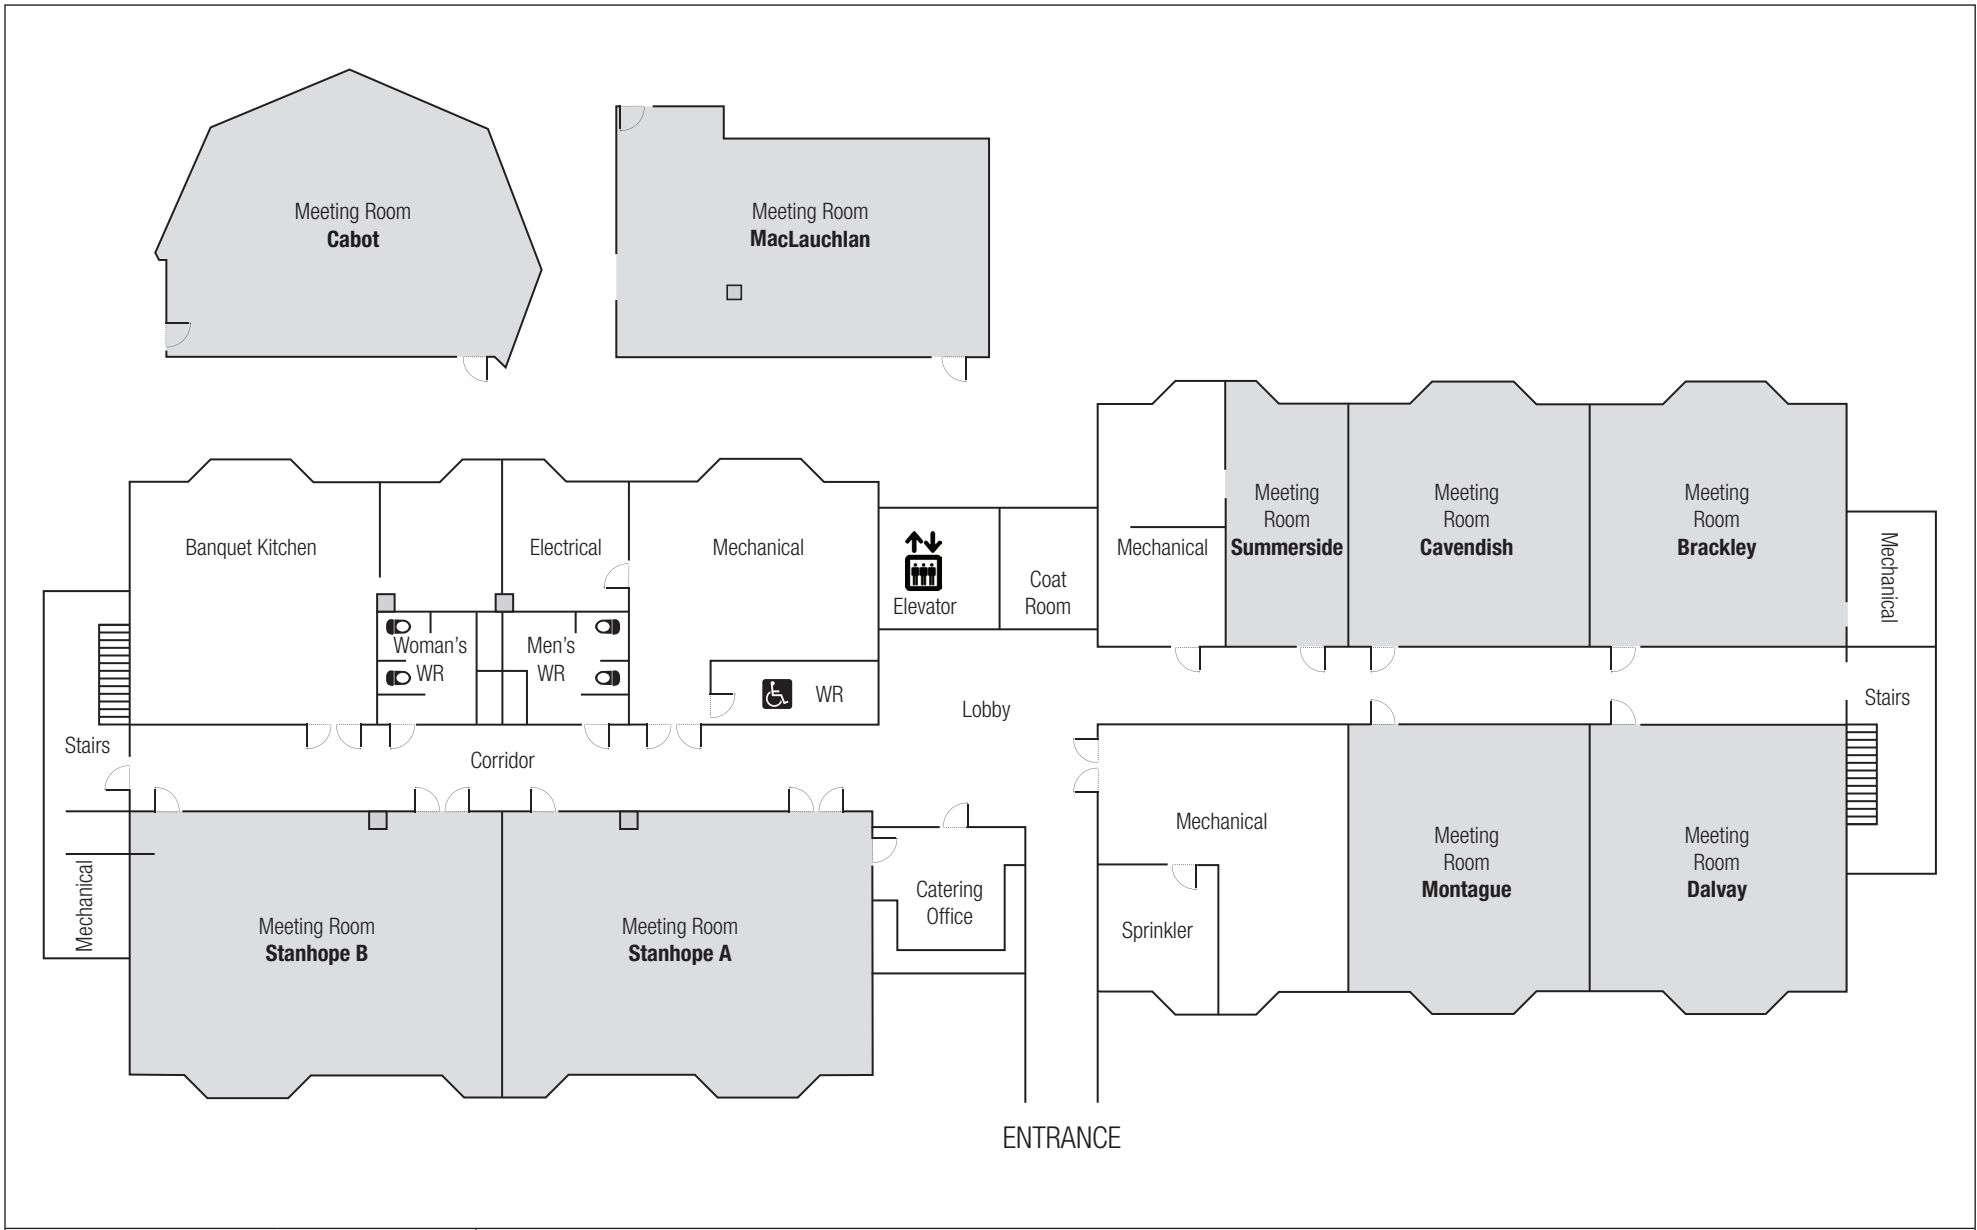 Meeting Room
Cabot
Meeting Room
MacLauchlan
Meeting
Room
Summerside
Meeting
Room
Cavendish
Meeting
Room
Brackley
Banquet Kitchen
Electrical
Mechanical
Elevator
Coat
Room
Mechanical
Mechanical
Woman's
WR
Men's
WR
WR
Lobby
Stairs
Stairs
Corridor
Mechanical
Mechanical
Meeting
Room
Montague
Meeting
Room
Dalvay
Catering
Office
Sprinkler
Meeting Room
Stanhope B
Meeting Room
Stanhope A
ENTRANCE